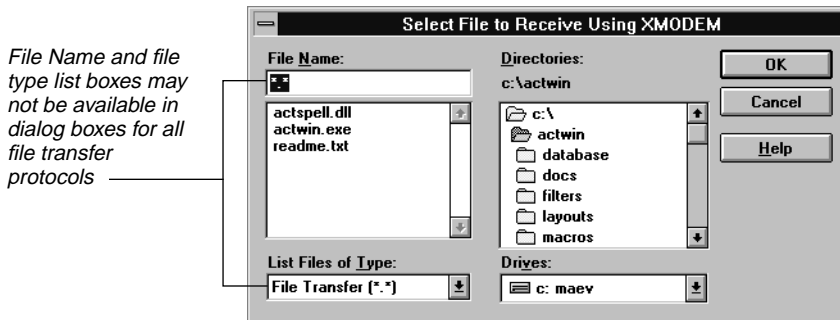 Select File to Receive Using XMODEM
File Name and file
type list boxes may
not be available in
dialog boxes for all
file transfer
protocols
File Name:
*.*
actspell.dll
actwin.exe
readme.txt
List Files of Type:
File Transfer (*.*)
Directories:
c:\actwin
c:\
actwin
database
docs
filters
layouts
macros
Drives:
c: maev
OK
Cancel
Help